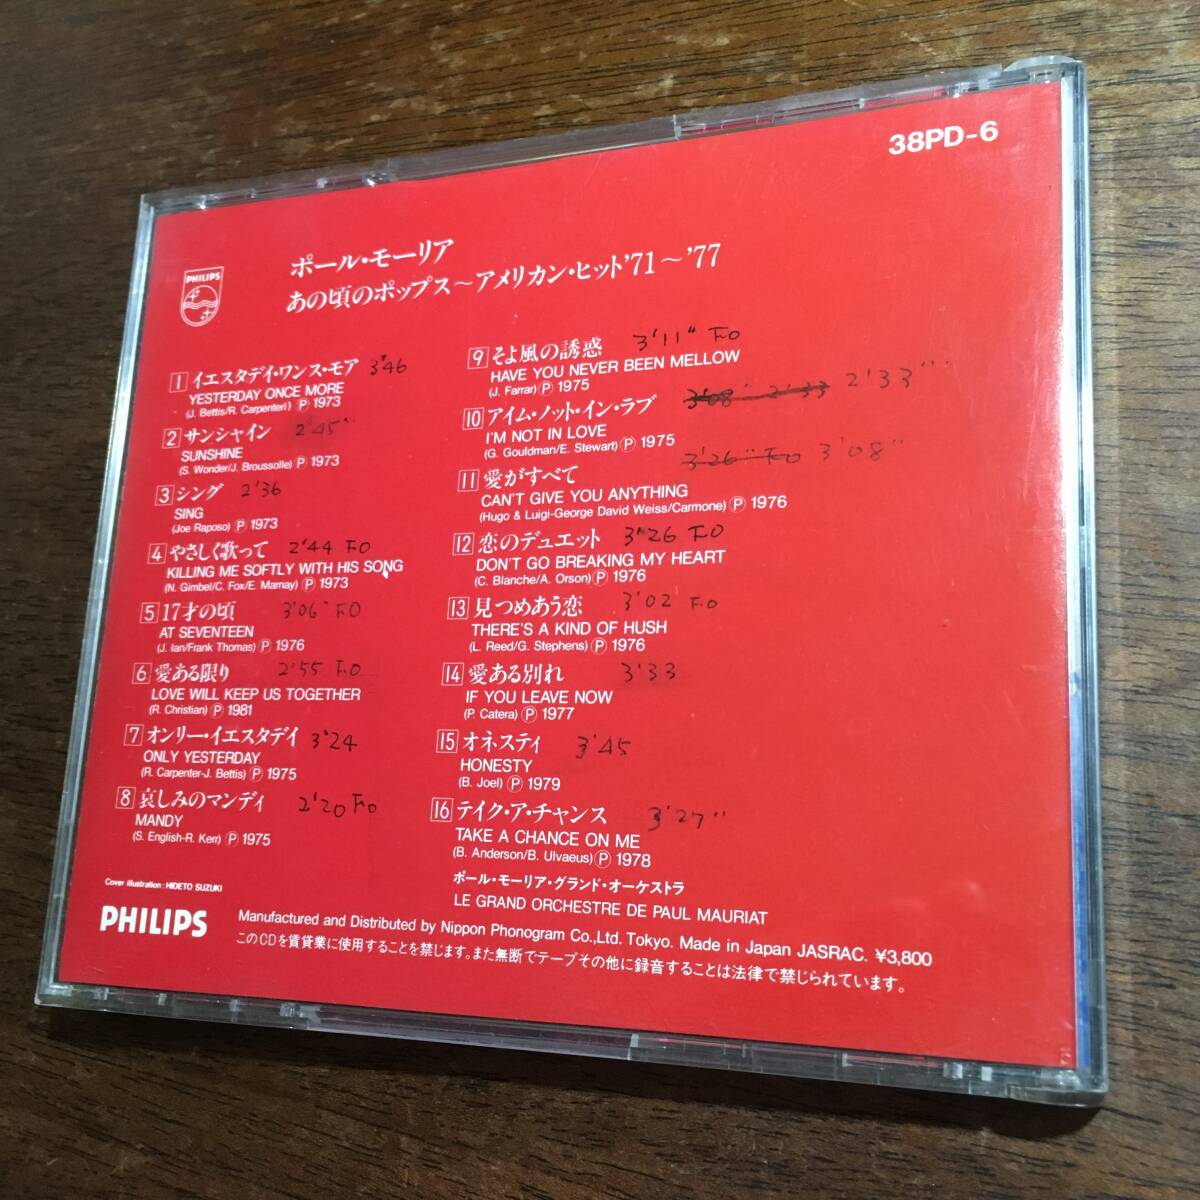 38PD-6
PHILIPS
ポール・モーリア
あの頃のポップス～アメリカン・ヒット'71～'77
1 イエスタデイ・ワンス・モア 3"46
YESTERDAY ONCE MORE
(J. Bettis/R. Carpenterl) Ⓟ 1973
2 サンシャイン 2'45"
SUNSHINE
(S. Wonder/J. Broussolle) Ⓟ 1973
3 シング 2'36
SING
(Joe Raposo) Ⓟ 1973
4 やさしく歌って 2'44 F.O
KILLING ME SOFTLY WITH HIS SONG
(N. Gimbel/C. Fox/E. Marnay) Ⓟ 1973
5 17才の頃 3'06" F.O
AT SEVENTEEN
(J. Ian/Frank Thomas) Ⓟ 1976
6 愛ある限り 2'55 F.O
LOVE WILL KEEP US TOGETHER
(R. Christian) Ⓟ 1981
7 オンリー・イエスタデイ 3"24
ONLY YESTERDAY
(R. Carpenter-J. Bettis) Ⓟ 1975
8 哀しみのマンディ 2'20 F.O
MANDY
(S. English-R. Kerr) Ⓟ 1975
9 そよ風の誘惑 3'11" F.O
HAVE YOU NEVER BEEN MELLOW
(J. Farrar) Ⓟ 1975
10 アイム・ノット・イン・ラブ 3'08" 2'33 2'33"
I'M NOT IN LOVE
(G. Gouldman/E. Stewart) Ⓟ 1975
11 愛がすべて 3'26" F.O 3'08"
CAN'T GIVE YOU ANYTHING
(Hugo & Luigi-George David Weiss/Carmone) Ⓟ 1976
12 恋のデュエット 3"26 F.O
DON'T GO BREAKING MY HEART
(C. Blanche/A. Orson) Ⓟ 1976
13 見つめあう恋 3'02 F.O
THERE'S A KIND OF HUSH
(L. Reed/G. Stephens) Ⓟ 1976
14 愛ある別れ 3'33
IF YOU LEAVE NOW
(P. Catera) Ⓟ 1977
15 オネスティ 3'45
HONESTY
(B. Joel) Ⓟ 1979
16 テイク・ア・チャンス 3'27"
TAKE A CHANCE ON ME
(B. Anderson/B. Ulvaeus) Ⓟ 1978
ポール・モーリア・グランド・オーケストラ
LE GRAND ORCHESTRE DE PAUL MAURIAT
Cover illustration : HIDETO SUZUKI
PHILIPS
Manufactured and Distributed by Nippon Phonogram Co.,Ltd. Tokyo. Made in Japan JASRAC. ¥3,800
このCDを賃貸業に使用することを禁じます。また無断でテープその他に録音することは法律で禁じられています。